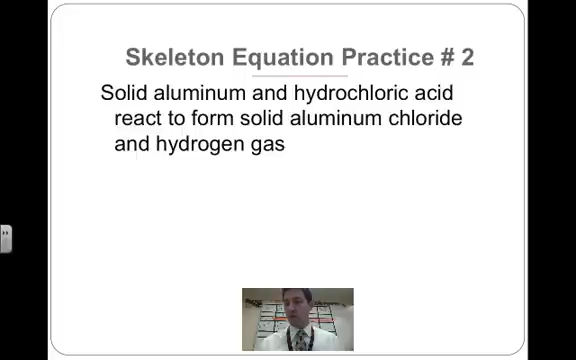 Skeleton Equation Practice # 2
Solid aluminum and hydrochloric acid
react to form solid aluminum chloride
and hydrogen gas